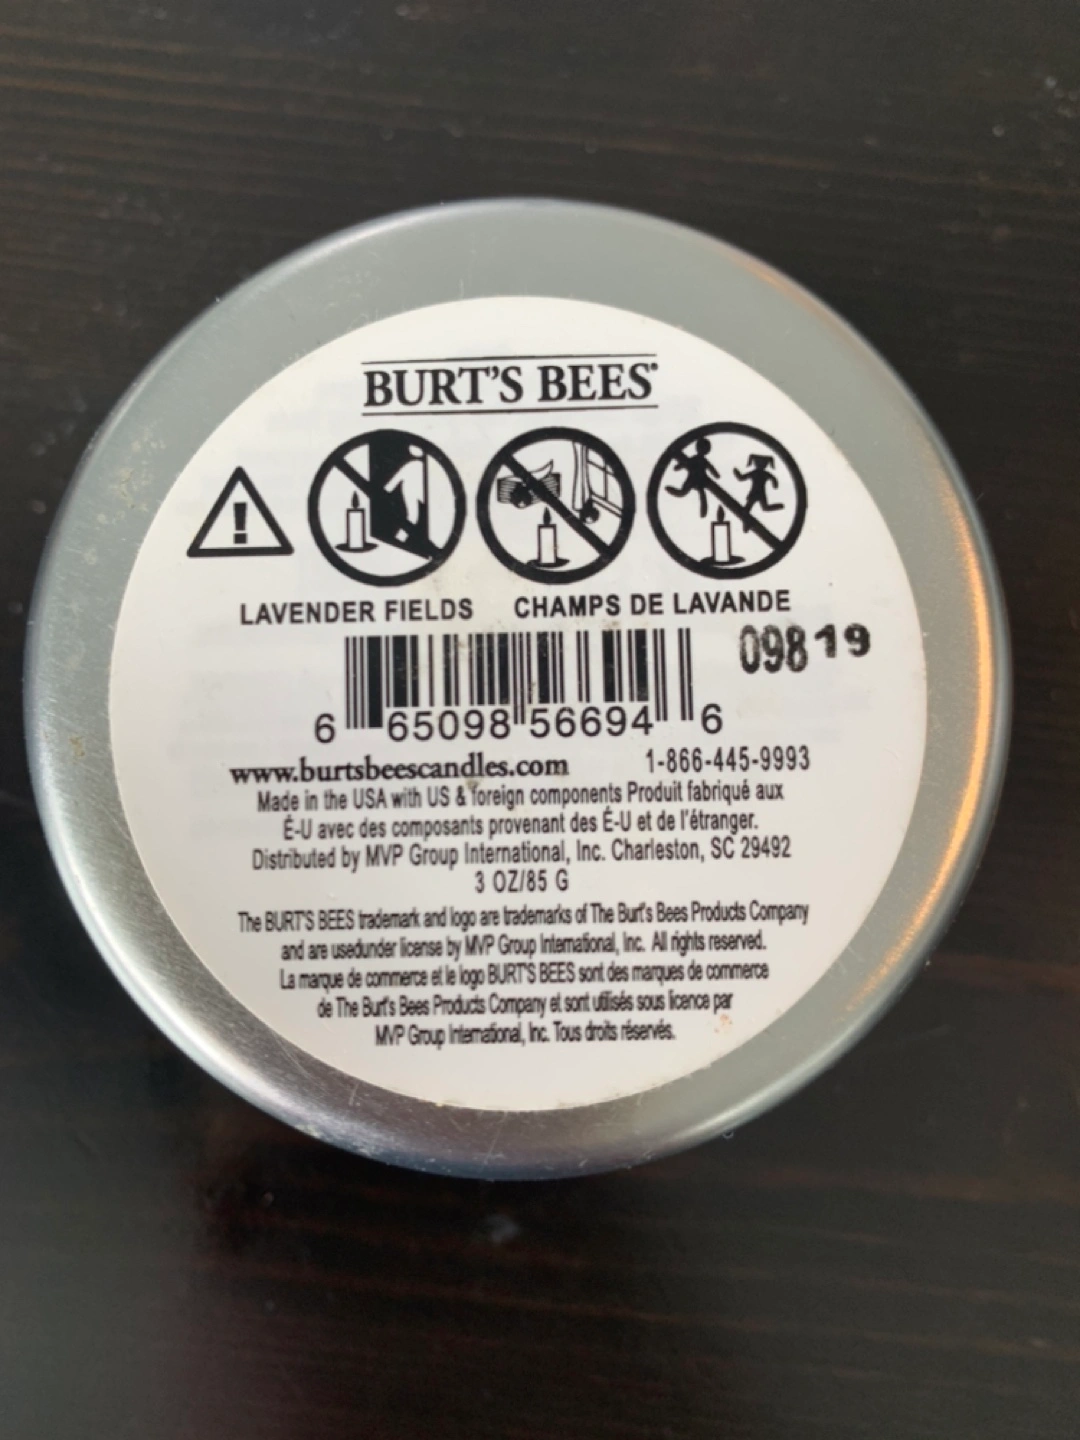 BURT'S BEES®
LAVENDER FIELDS CHAMPS DE LAVANDE
09819
6 65098 56694 6
www.burtsbeescandles.com 1-866-445-9993
Made in the USA with US & foreign components Produit fabriqué aux
É-U avec des composants provenant des É-U et de l'étranger.
Distributed by MVP Group International, Inc. Charleston, SC 29492
3 OZ/85 G
The BURT'S BEES trademark and logo are trademarks of The Burt's Bees Products Company
and are usedunder license by MVP Group International, Inc. All rights reserved.
La marque de commerce et le logo BURT'S BEES sont des marques de commerce
de The Burt's Bees Products Company et sont utilisés sous licence par
MVP Group International, Inc. Tous droits réservés.